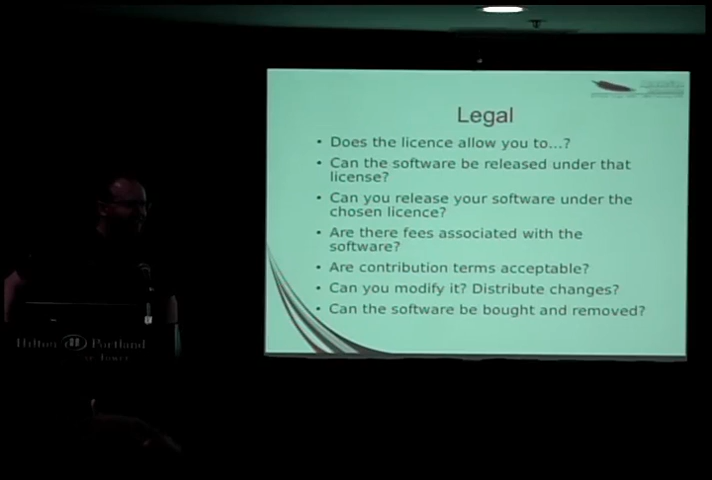 Legal
• Does the licence allow you to...?
• Can the software be released under that
license?
• Can you release your software under the
chosen licence?
• Are there fees associated with the
software?
• Are contribution terms acceptable?
• Can you modify it? Distribute changes?
• Can the software be bought and removed?
Hilton Portland